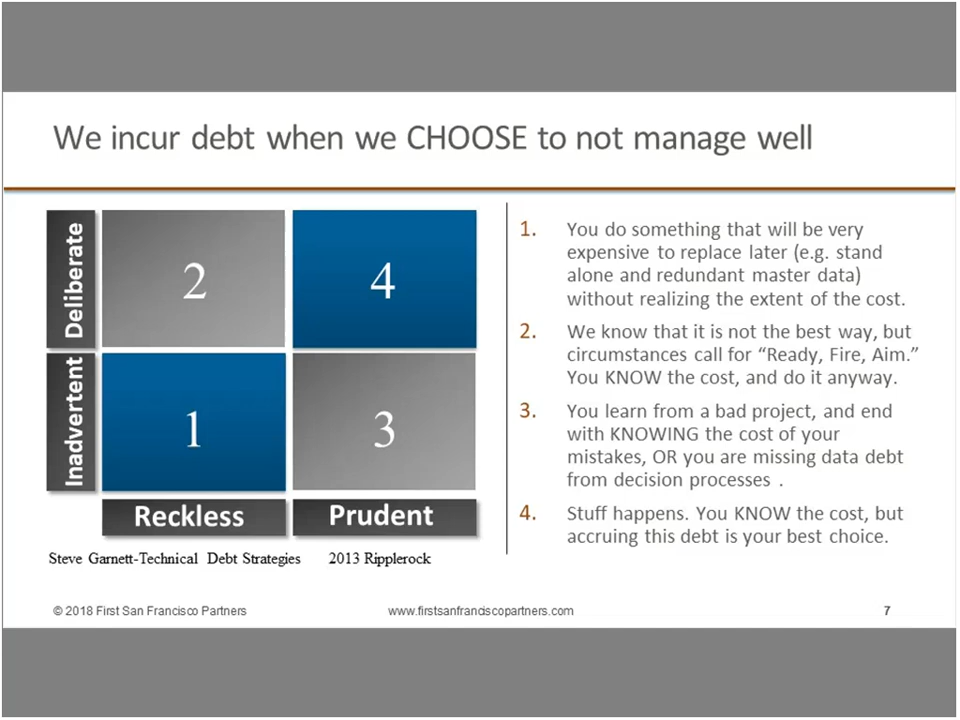 We incur debt when we CHOOSE to not manage well
Deliberate
2
4
Inadvertent
1
3
Reckless
Prudent
Steve Garnett-Technical Debt Strategies 2013 Ripplerock
1. You do something that will be very
expensive to replace later (e.g. stand
alone and redundant master data)
without realizing the extent of the cost.
2. We know that it is not the best way, but
circumstances call for “Ready, Fire, Aim.”
You KNOW the cost, and do it anyway.
3. You learn from a bad project, and end
with KNOWING the cost of your
mistakes, OR you are missing data debt
from decision processes .
4. Stuff happens. You KNOW the cost, but
accruing this debt is your best choice.
© 2018 First San Francisco Partners
www.firstsanfranciscopartners.com
7